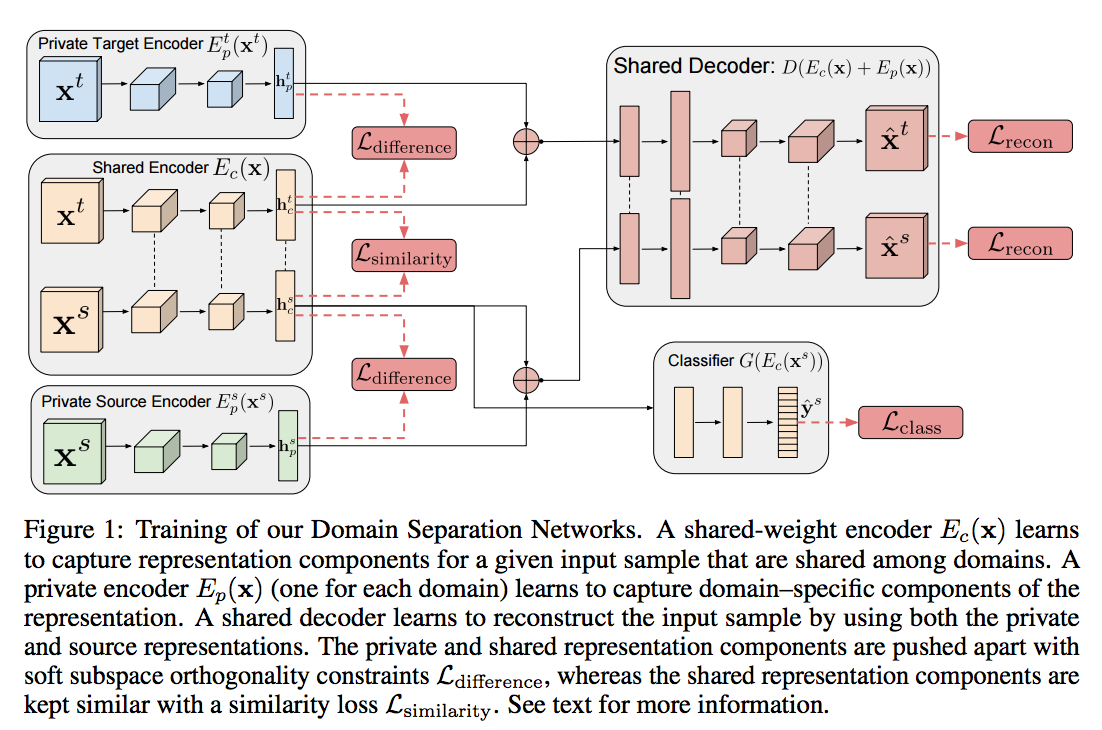 Private Target Encoder $E_p^t(\mathbf{x}^t)$
$\mathbf{x}^t$
$\mathbf{h}_p^t$
$\mathcal{L}_{\text{difference}}$
Shared Encoder $E_c(\mathbf{x})$
$\mathbf{x}^t$
$\mathbf{h}_c^t$
$\mathcal{L}_{\text{similarity}}$
$\mathbf{x}^s$
$\mathbf{h}_c^s$
$\mathcal{L}_{\text{difference}}$
Private Source Encoder $E_p^s(\mathbf{x}^s)$
$\mathbf{x}^s$
$\mathbf{h}_p^s$
Shared Decoder: $D(E_c(\mathbf{x}) + E_p(\mathbf{x}))$
$\hat{\mathbf{x}}^t$
$\mathcal{L}_{\text{recon}}$
$\hat{\mathbf{x}}^s$
$\mathcal{L}_{\text{recon}}$
Classifier $G(E_c(\mathbf{x}^s))$
$\hat{\mathbf{y}}^s$
$\mathcal{L}_{\text{class}}$
Figure 1: Training of our Domain Separation Networks. A shared-weight encoder $E_c(\mathbf{x})$ learns
to capture representation components for a given input sample that are shared among domains. A
private encoder $E_p(\mathbf{x})$ (one for each domain) learns to capture domain–specific components of the
representation. A shared decoder learns to reconstruct the input sample by using both the private
and source representations. The private and shared representation components are pushed apart with
soft subspace orthogonality constraints $\mathcal{L}_{\text{difference}}$, whereas the shared representation components are
kept similar with a similarity loss $\mathcal{L}_{\text{similarity}}$. See text for more information.